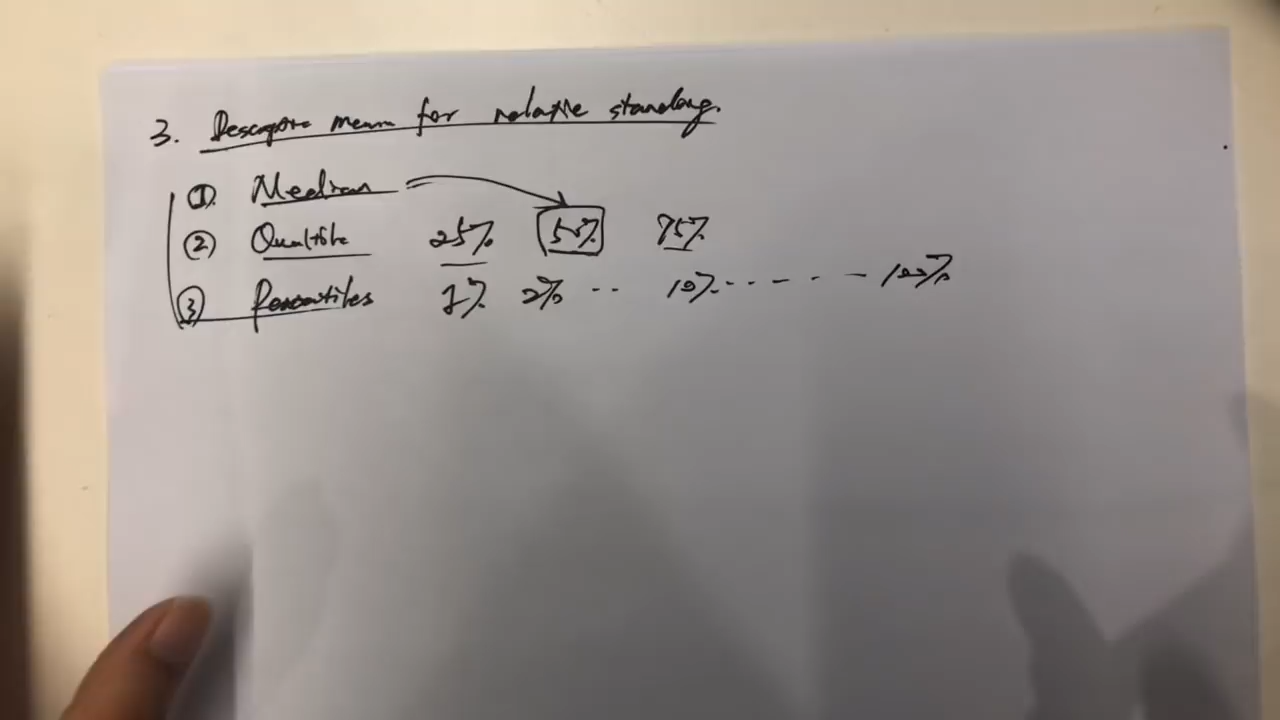 3. Descriptive measure for relative standing.
① Median
② Quartile 25% 50% 75%
③ Percentiles 1% 2% .. 10% ..--·-- 100%